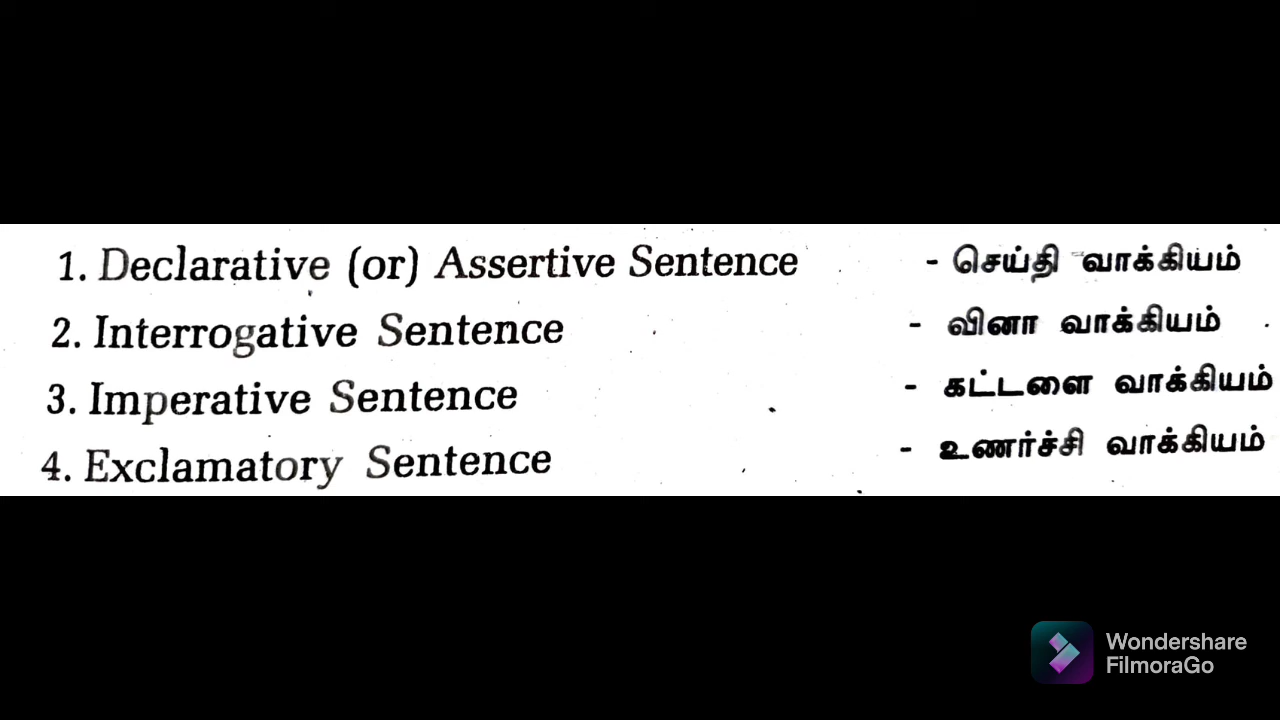 1. Declarative (or) Assertive Sentence - செய்தி வாக்கியம்
2. Interrogative Sentence - வினா வாக்கியம்
3. Imperative Sentence - கட்டளை வாக்கியம்
4. Exclamatory Sentence - உணர்ச்சி வாக்கியம்
Wondershare
FilmoraGo